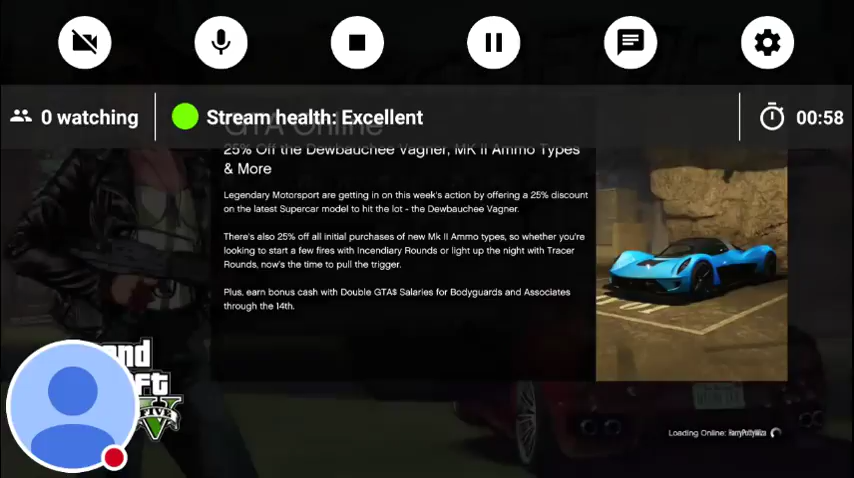 0 watching
Stream health: Excellent
00:58
GTA Online
25% Off the Dewbauchee Vagner, MK II Ammo Types
& More
Legendary Motorsport are getting in on this week's action by offering a 25% discount
on the latest Supercar model to hit the lot - the Dewbauchee Vagner.
There's also 25% off all initial purchases of new Mk II Ammo types, so whether you're
looking to start a few fires with Incendiary Rounds or light up the night with Tracer
Rounds, now's the time to pull the trigger.
Plus, earn bonus cash with Double GTA$ Salaries for Bodyguards and Associates
through the 14th.
V
FIVE
Loading Online: